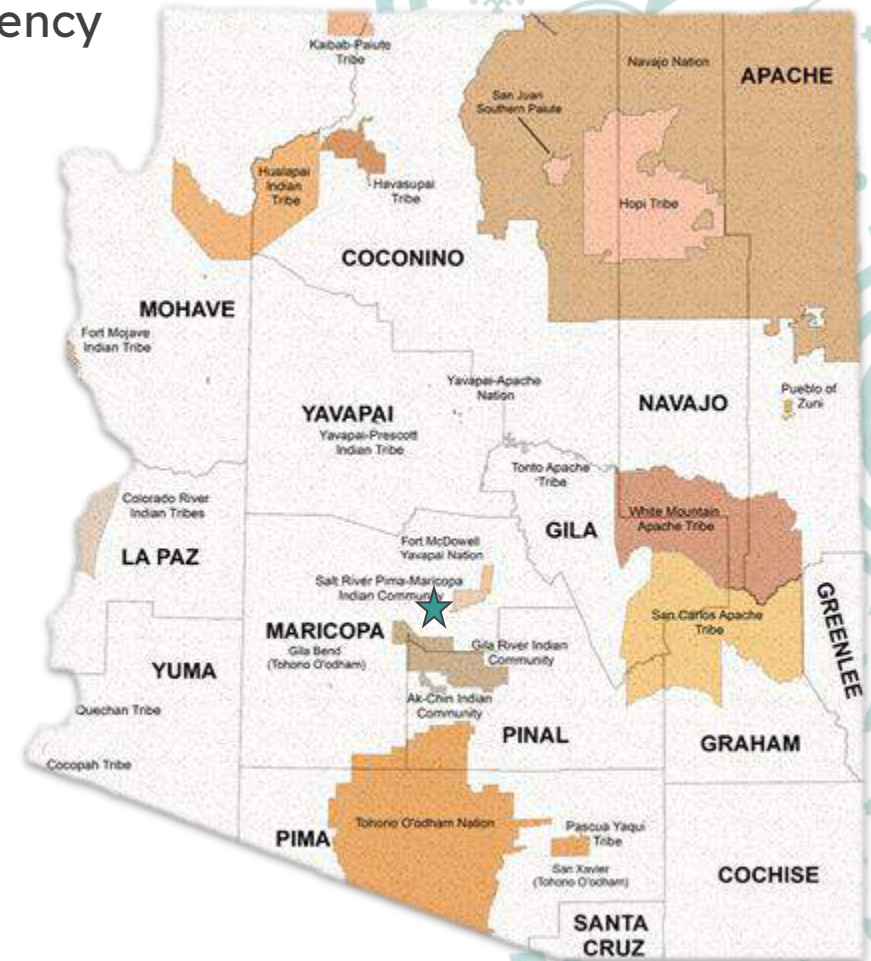 ency
Kaibab-Paiute
Tribe
Navajo Nation
APACHE
San Juan
Southern Paiute
Hualapai
Indian
Tribe
Havasupai
Tribe
Hopi Tribe
COCONINO
MOHAVE
Fort Mojave
Indian Tribe
Yavapai-Apache
Nation
Pueblo of
Zuni
NAVAJO
YAVAPAI
Yavapai-Prescott
Indian Tribe
Tonto Apache
Tribe
Colorado River
Indian Tribes
White Mountain
Apache Tribe
GILA
LA PAZ
Fort McDowell
Yavapai Nation
Salt River Pima-Maricopa
Indian Community
San Carlos Apache
Tribe
GREENLEE
MARICOPA
Gila Bend
(Tohono O'odham)
Gila River Indian
Community
YUMA
Ak-Chin Indian
Community
Quechan Tribe
PINAL
GRAHAM
Cocopah Tribe
Tohono O'odham Nation
Pascua Yaqui
Tribe
PIMA
San Xavier
(Tohono O'odham)
COCHISE
SANTA
CRUZ